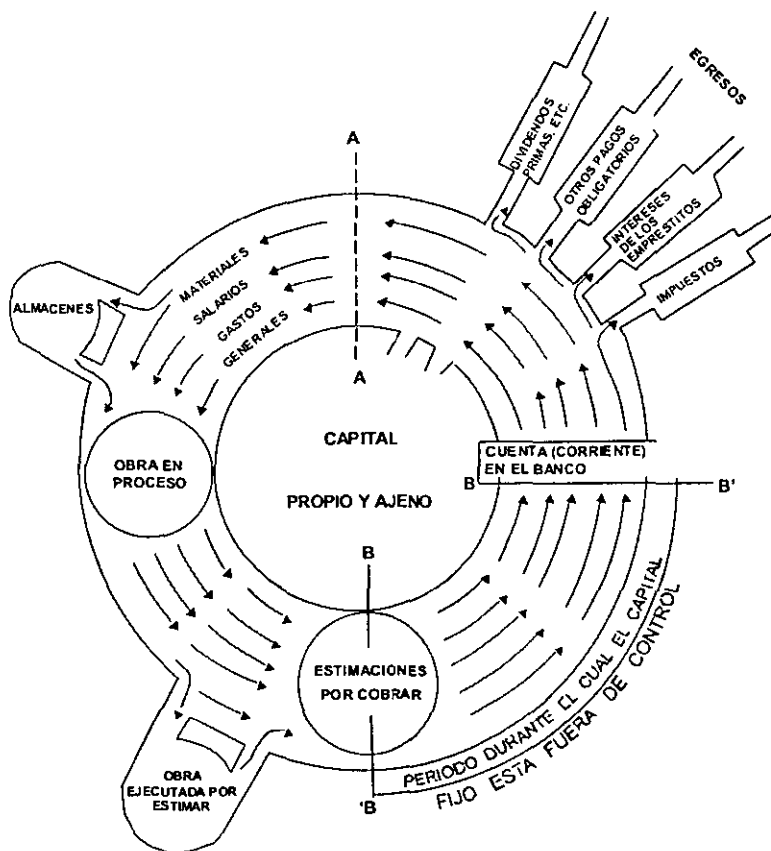 EGRESOS
DIVIDENDOS
PRIMAS. ETC.
OTROS PAGOS
OBLIGATORIOS
INTERESES
DE LOS
EMPRESTITOS
IMPUESTOS
A
MATERIALES
SALARIOS
GASTOS
GENERALES
ALMACENES
A
CAPITAL
PROPIO Y AJENO
OBRA EN
PROCESO
CUENTA (CORRIENTE)
EN EL BANCO
B
B'
B
ESTIMACIONES
POR COBRAR
'B
OBRA
EJECUTADA POR
ESTIMAR
PERIODO DURANTE EL CUAL EL CAPITAL
FIJO ESTA FUERA DE CONTROL